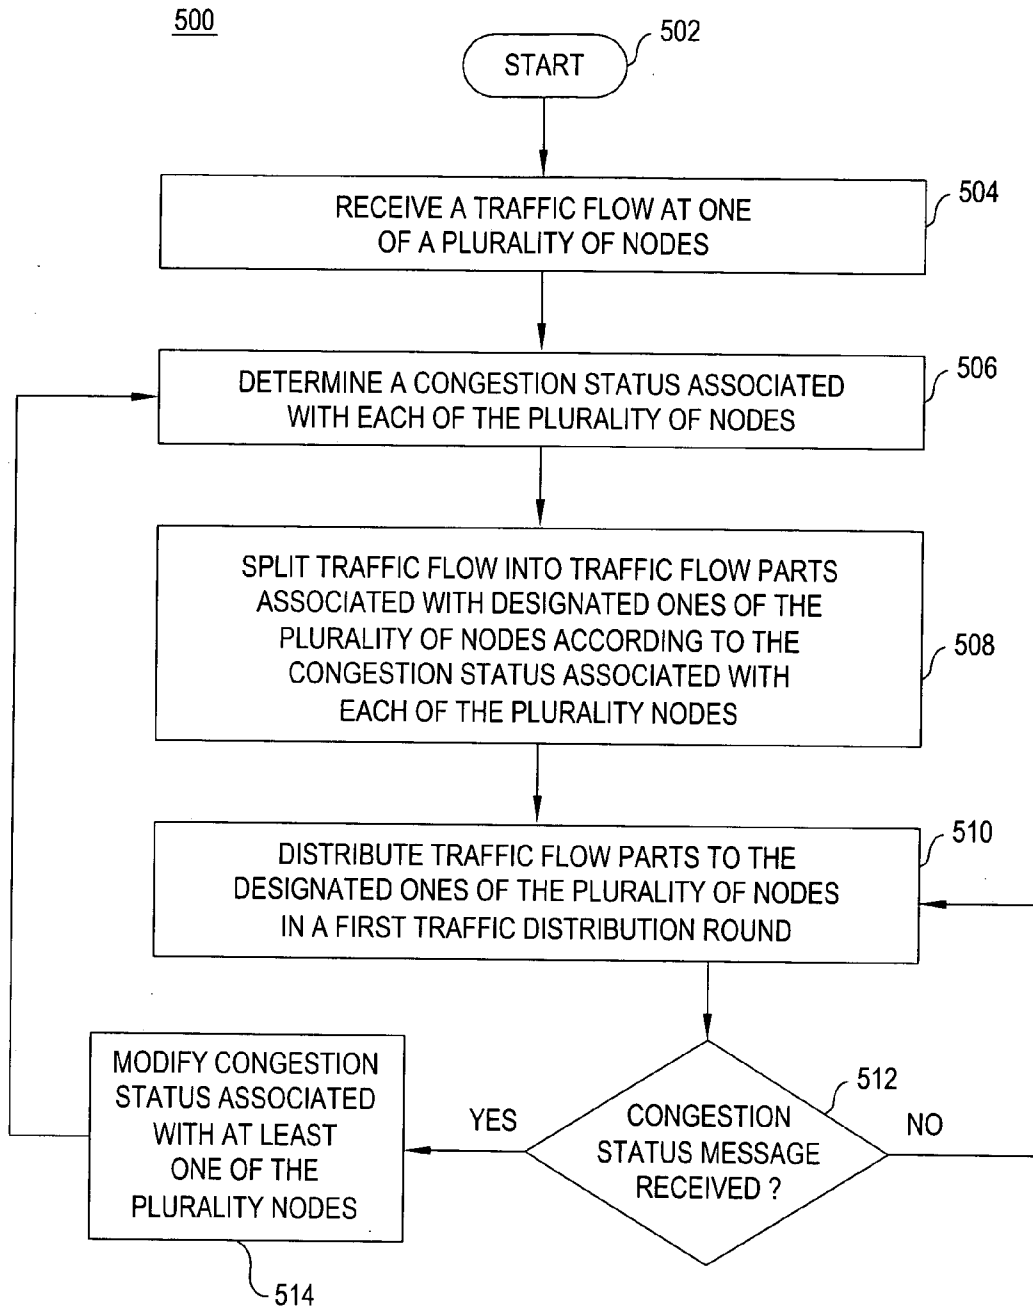 500
502
START
504
RECEIVE A TRAFFIC FLOW AT ONE
OF A PLURALITY OF NODES
506
DETERMINE A CONGESTION STATUS ASSOCIATED
WITH EACH OF THE PLURALITY OF NODES
SPLIT TRAFFIC FLOW INTO TRAFFIC FLOW PARTS
ASSOCIATED WITH DESIGNATED ONES OF THE
PLURALITY OF NODES ACCORDING TO THE
CONGESTION STATUS ASSOCIATED WITH
EACH OF THE PLURALITY NODES
508
510
DISTRIBUTE TRAFFIC FLOW PARTS TO THE
DESIGNATED ONES OF THE PLURALITY OF NODES
IN A FIRST TRAFFIC DISTRIBUTION ROUND
512
CONGESTION
STATUS MESSAGE
RECEIVED ?
YES
NO
MODIFY CONGESTION
STATUS ASSOCIATED
WITH AT LEAST
ONE OF THE
PLURALITY NODES
514